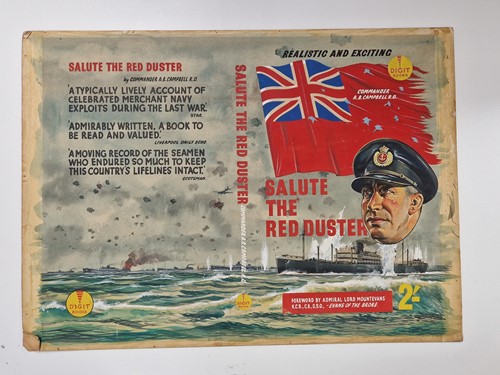 SALUTE THE RED DUSTER
by COMMANDER A.B. CAMPBELL R.D.
'A TYPICALLY LIVELY ACCOUNT OF
CELEBRATED MERCHANT NAVY
EXPLOITS DURING THE LAST WAR.'
STAR.
'ADMIRABLY WRITTEN, A BOOK TO
BE READ AND VALUED.'
LIVERPOOL DAILY ECHO
'A MOVING RECORD OF THE SEAMEN
WHO ENDURED SO MUCH TO KEEP
THIS COUNTRY'S LIFELINES INTACT.'
SCOTSMAN.
DIGIT
BOOKS
SALUTE THE RED DUSTER
COMMANDER A.B. CAMPBELL R.D.
DIGIT
BOOKS
REALISTIC AND EXCITING
DIGIT
BOOKS
COMMANDER
A.B. CAMPBELL R.D.
SALUTE
THE
RED DUSTER
FOREWORD BY ADMIRAL LORD MOUNTEVANS
K.C.B., C.B., D.S.O., -EVANS OF THE BROKE
2/-